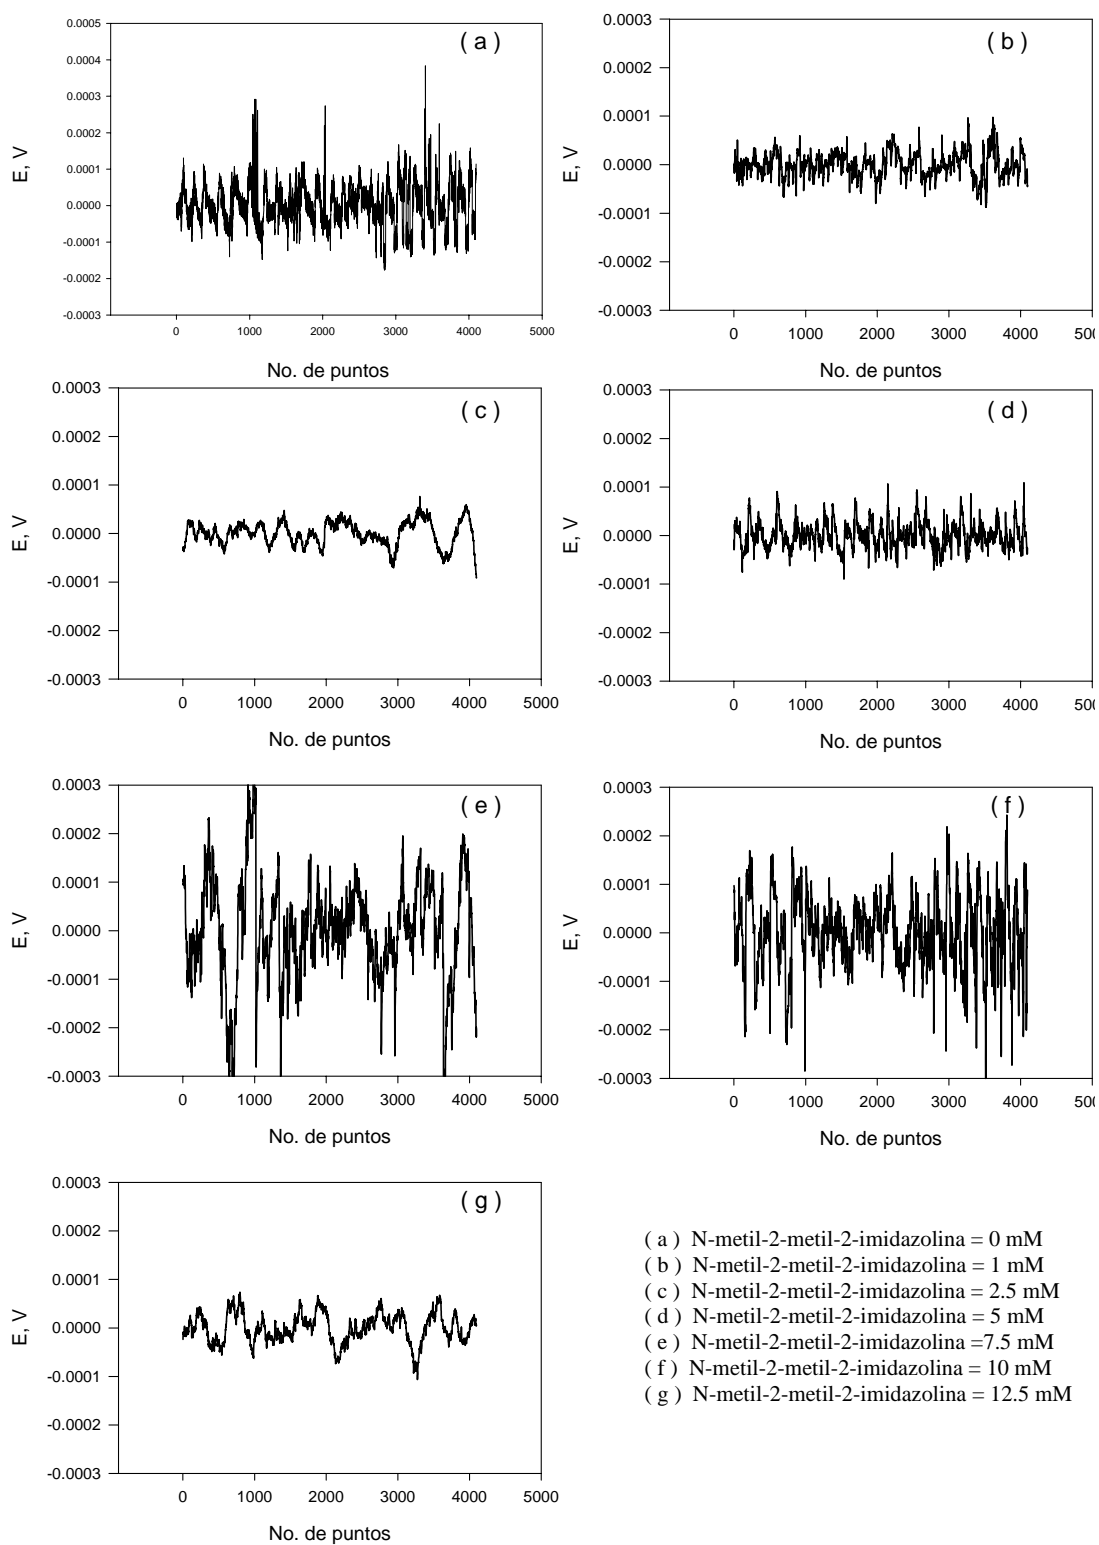 ( a )
0.0005
0.0004
0.0003
0.0002
0.0001
0.0000
-0.0001
-0.0002
-0.0003
E, V
0 1000 2000 3000 4000 5000
No. de puntos
( b )
0.0003
0.0002
0.0001
0.0000
-0.0001
-0.0002
-0.0003
E, V
0 1000 2000 3000 4000 500
No. de puntos
( c )
0.0003
0.0002
0.0001
0.0000
-0.0001
-0.0002
-0.0003
E, V
0 1000 2000 3000 4000 5000
No. de puntos
( d )
0.0003
0.0002
0.0001
0.0000
-0.0001
-0.0002
-0.0003
E, V
0 1000 2000 3000 4000 500
No. de puntos
( e )
0.0003
0.0002
0.0001
0.0000
-0.0001
-0.0002
-0.0003
E, V
0 1000 2000 3000 4000 5000
No. de puntos
( f )
0.0003
0.0002
0.0001
0.0000
-0.0001
-0.0002
-0.0003
E, V
0 1000 2000 3000 4000 500
No. de puntos
( g )
0.0003
0.0002
0.0001
0.0000
-0.0001
-0.0002
-0.0003
E, V
0 1000 2000 3000 4000 5000
No. de puntos
( a ) N-metil-2-metil-2-imidazolina = 0 mM
( b ) N-metil-2-metil-2-imidazolina = 1 mM
( c ) N-metil-2-metil-2-imidazolina = 2.5 mM
( d ) N-metil-2-metil-2-imidazolina = 5 mM
( e ) N-metil-2-metil-2-imidazolina =7.5 mM
( f ) N-metil-2-metil-2-imidazolina = 10 mM
( g ) N-metil-2-metil-2-imidazolina = 12.5 mM